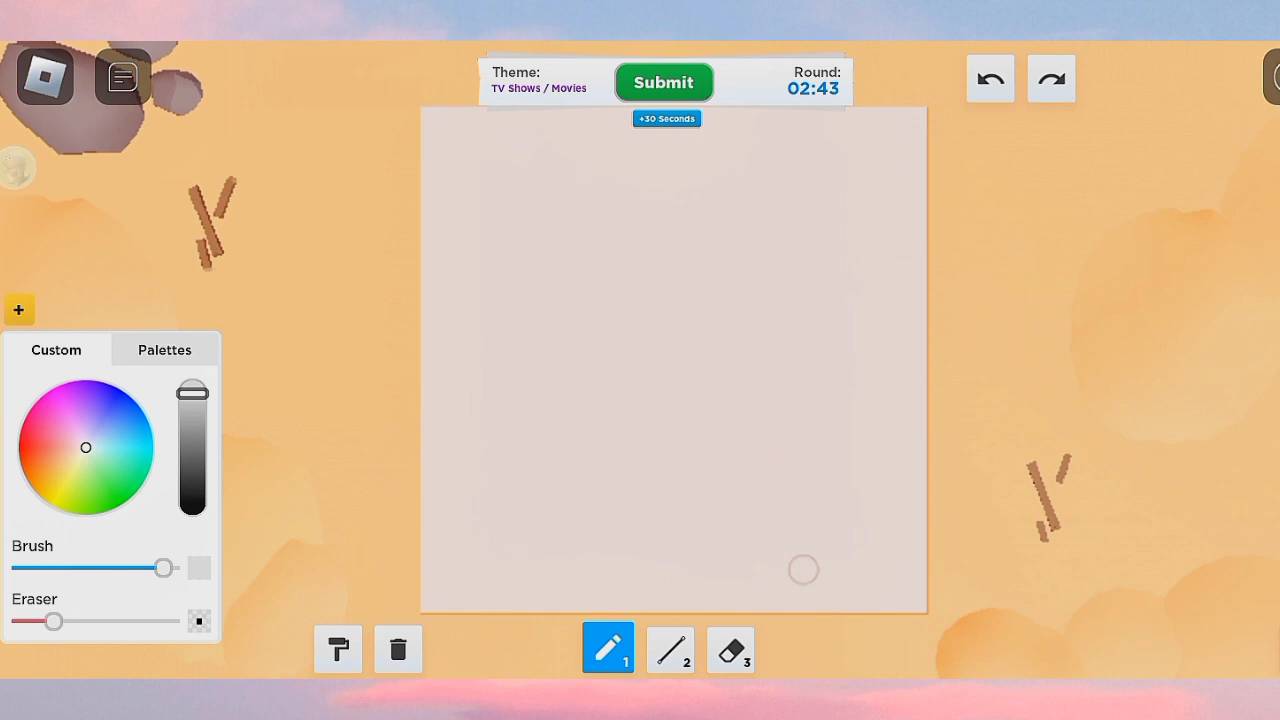 Theme:
TV Shows / Movies
Submit
Round:
02:43
+30 Seconds
+
Custom
Palettes
Brush
Eraser
1
2
3